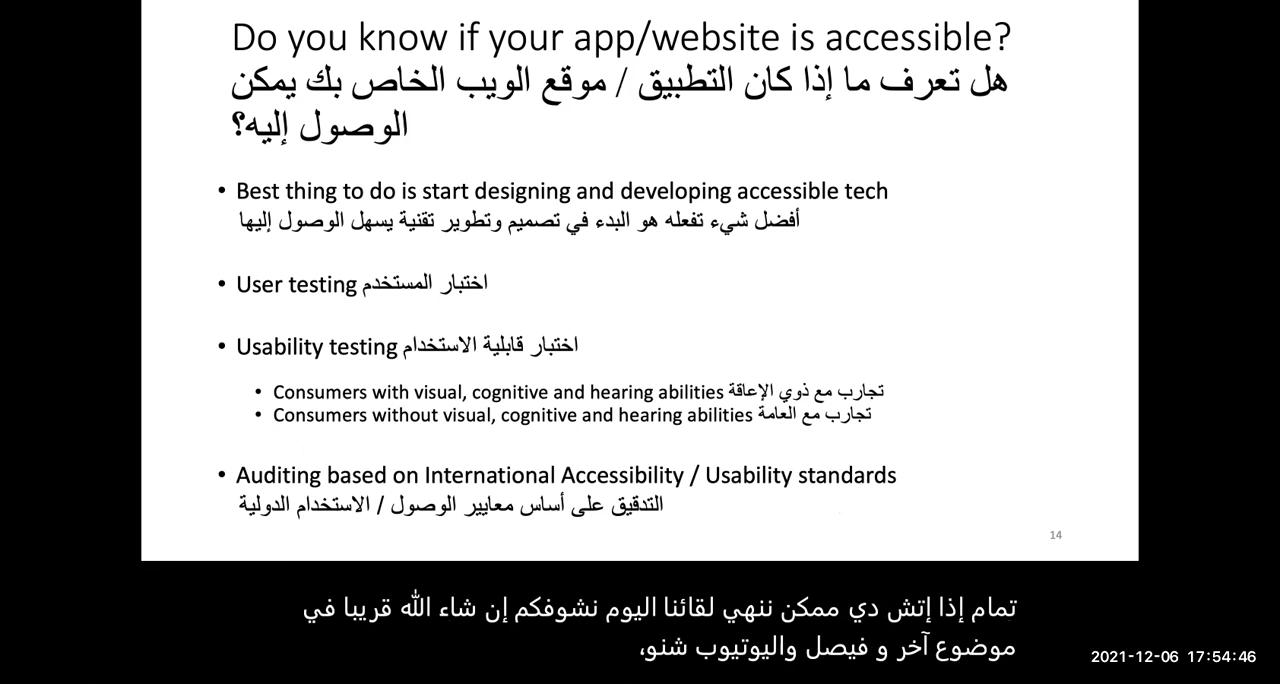 Do you know if your app/website is accessible?
هل تعرف ما إذا كان التطبيق / موقع الويب الخاص بك يمكن
الوصول إليه؟
• Best thing to do is start designing and developing accessible tech
أفضل شيء تفعله هو البدء في تصميم وتطوير تقنية يسهل الوصول إليها
• User testing اختبار المستخدم
• Usability testing اختبار قابلية الاستخدام
• Consumers with visual, cognitive and hearing abilities تجارب مع ذوي الإعاقة
• Consumers without visual, cognitive and hearing abilities تجارب مع العامة
• Auditing based on International Accessibility / Usability standards
التدقيق على أساس معايير الوصول / الاستخدام الدولية
14
تمام إذا إتش دي ممكن ننهي لقائنا اليوم نشوفكم إن شاء الله قريبا في
موضوع آخر و فيصل واليوتيوب شنو،
2021-12-06 17:54:46